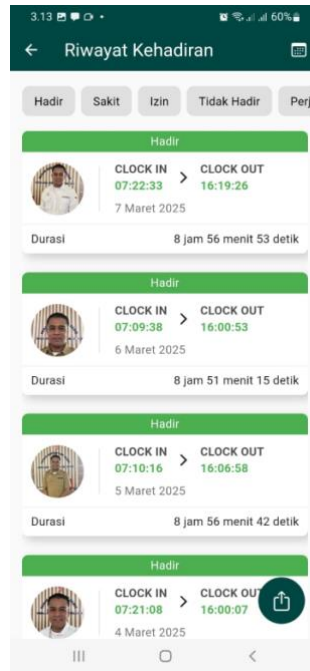 3.13
60%
Riwayat Kehadiran
Hadir Sakit Izin Tidak Hadir Perj
Hadir
CLOCK IN > CLOCK OUT
07:22:33 16:19:26
7 Maret 2025
Durasi 8 jam 56 menit 53 detik
Hadir
CLOCK IN > CLOCK OUT
07:09:38 16:00:53
6 Maret 2025
Durasi 8 jam 51 menit 15 detik
Hadir
CLOCK IN > CLOCK OUT
07:10:16 16:06:58
5 Maret 2025
Durasi 8 jam 56 menit 42 detik
Hadir
CLOCK IN > CLOCK OUT
07:21:08 16:00:07
4 Maret 2025